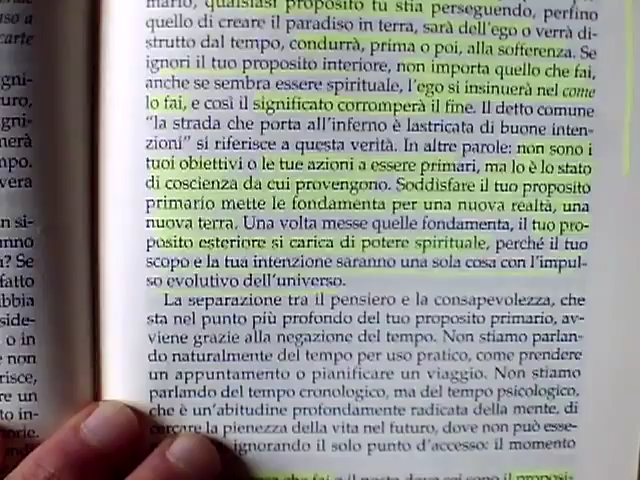 mario, qualsiasi proposito tu stia perseguendo, perfino
quello di creare il paradiso in terra, sarà dell'ego o verrà di-
strutto dal tempo, condurrà, prima o poi, alla sofferenza. Se
ignori il tuo proposito interiore, non importa quello che fai,
anche se sembra essere spirituale, l'ego si insinuerà nel come
lo fai, e così il significato corromperà il fine. Il detto comune
"la strada che porta all'inferno è lastricata di buone inten-
zioni" si riferisce a questa verità. In altre parole: non sono i
tuoi obiettivi o le tue azioni a essere primari, ma lo è lo stato
di coscienza da cui provengono. Soddisfare il tuo proposito
primario mette le fondamenta per una nuova realtà, una
nuova terra. Una volta messe quelle fondamenta, il tuo pro-
posito esteriore si carica di potere spirituale, perché il tuo
scopo e la tua intenzione saranno una sola cosa con l'impul-
so evolutivo dell'universo.
La separazione tra il pensiero e la consapevolezza, che
sta nel punto più profondo del tuo proposito primario, av-
viene grazie alla negazione del tempo. Non stiamo parlan-
do naturalmente del tempo per uso pratico, come prendere
un appuntamento o pianificare un viaggio. Non stiamo
parlando del tempo cronologico, ma del tempo psicologico,
che è un'abitudine profondamente radicata della mente, di
cercare la pienezza della vita nel futuro, dove non può esse-
ignorando il solo punto d'accesso: il momento